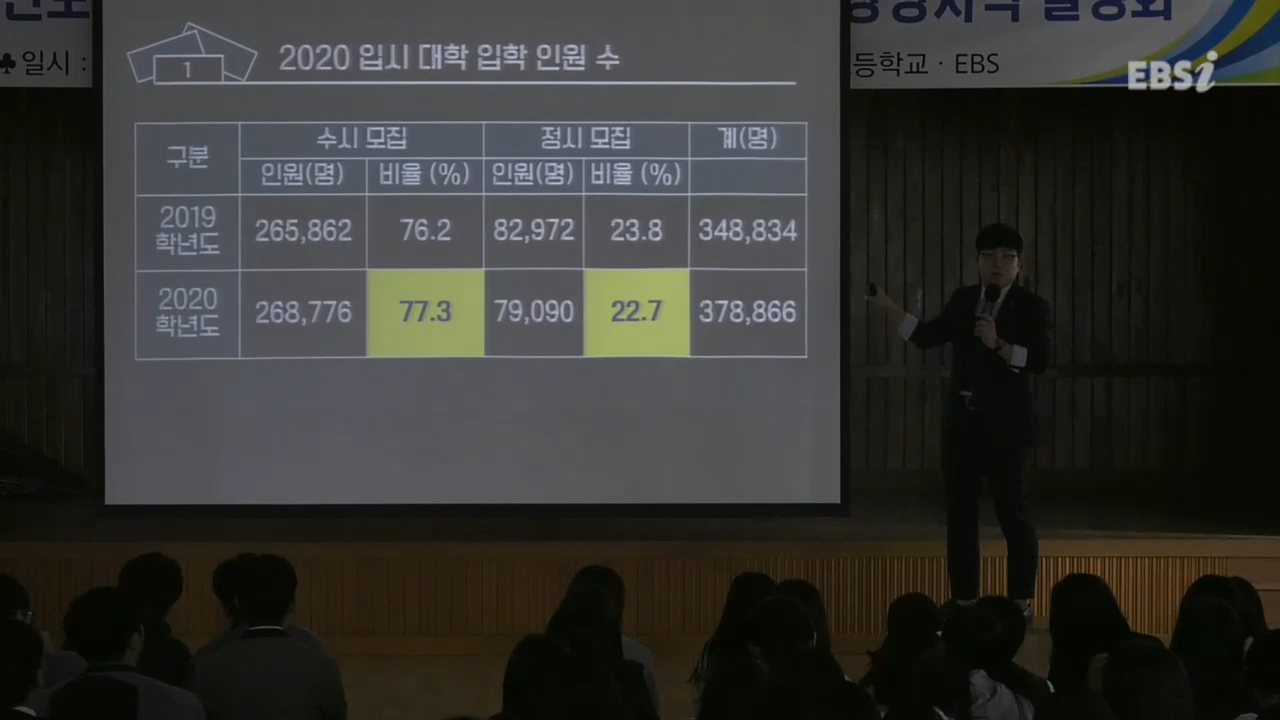 ♣일시 :
등학교 · EBS
EBSi
1
2020 입시 대학 입학 인원 수
구분 수시 모집 정시 모집 계(명)
인원(명) 비율 (%) 인원(명) 비율 (%)
2019 학년도 265,862 76.2 82,972 23.8 348,834
2020 학년도 268,776 77.3 79,090 22.7 378,866